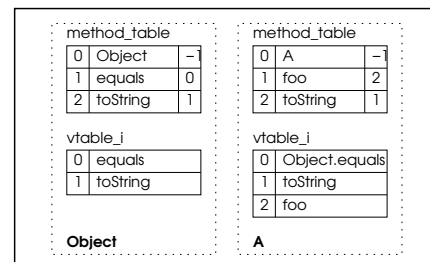 method_table
0 Object −1
1 equals 0
2 toString 1
vtable_i
0 equals
1 toString
Object
method_table
0 A −1
1 foo 2
2 toString 1
vtable_i
0 Object.equals
1 toString
2 foo
A